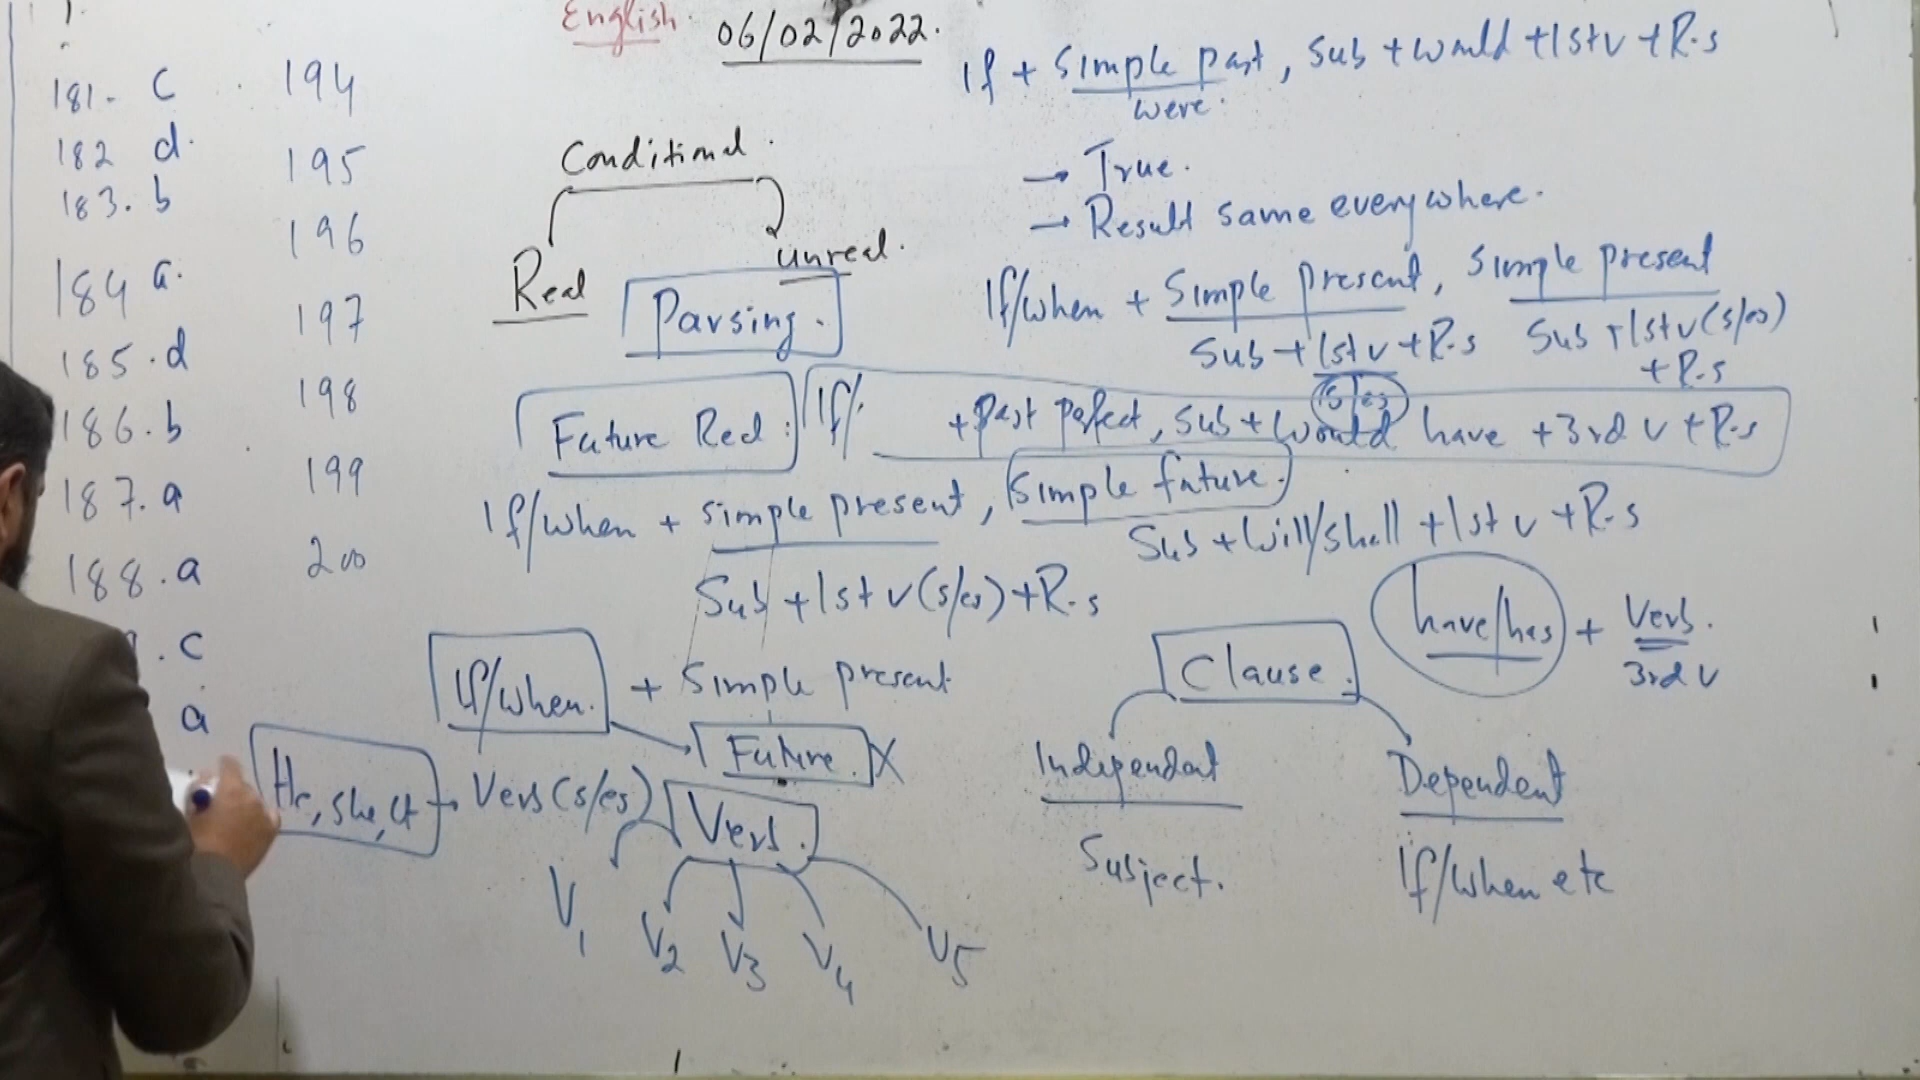 English.
06/02/2022.
181- c
182 d.
183. b
184 a.
185. d
186. b
187. a
188. a
. c
a
194
195
196
197
198
199
200
Conditional.
Real
unreal.
Parsing.
If + Simple past, Sub + would + 1st v + R.s
were.
→ True.
→ Result same everywhere.
If/when + Simple present, Simple present
Sub + 1st v + R.s
(s/es)
Sub + 1st v (s/es)
+ R.s
Future Real:
If/ + past perfect, Sub + would have + 3rd v + R.s
If/when + simple present, Simple future.
Sub + 1st v (s/es) + R.s
Sub + will/shall + 1st v + R.s
If/when. + Simple present
Future. X
He, She, it → Verb (s/es)
Verb.
V1
V2
V3
V4
V5
Clause.
have/has + Verb.
3rd v
Independent
Subject.
Dependent
If/when etc